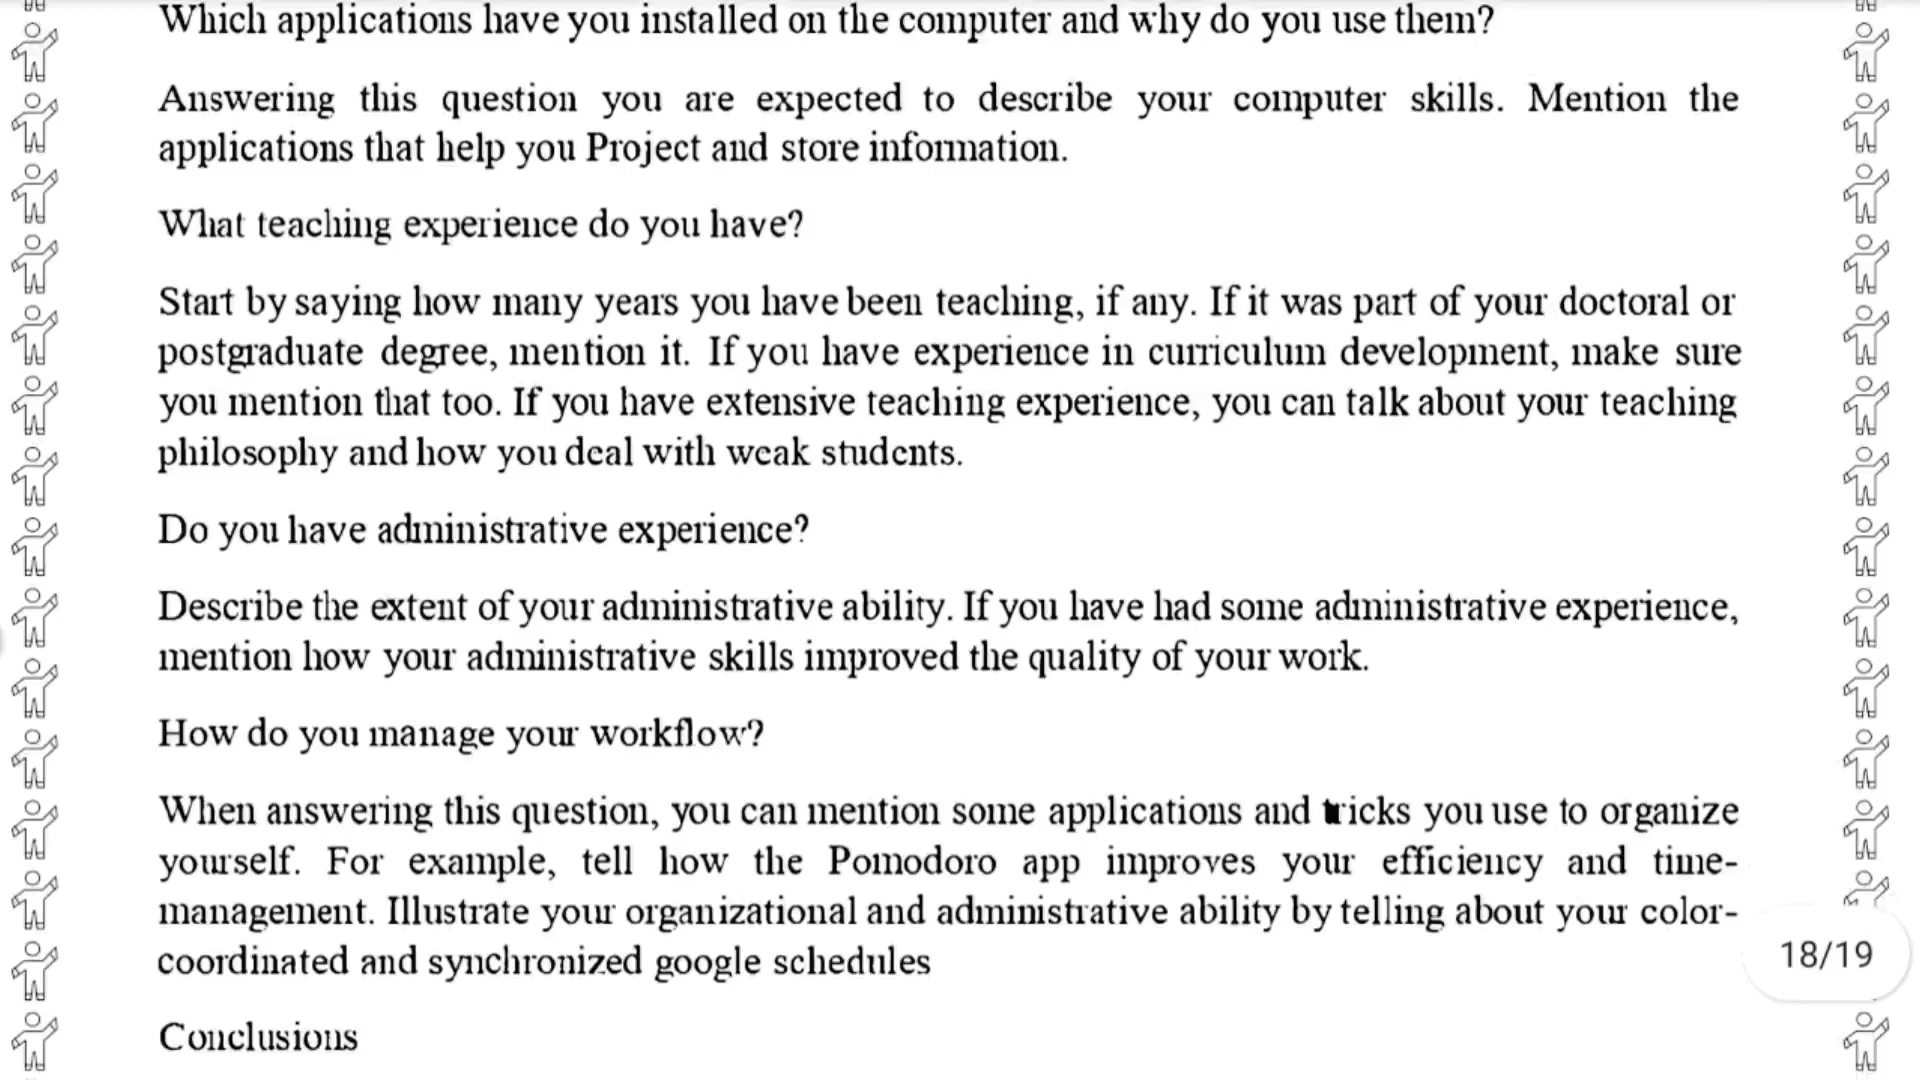 Which applications have you installed on the computer and why do you use them?
Answering this question you are expected to describe your computer skills. Mention the
applications that help you Project and store information.
What teaching experience do you have?
Start by saying how many years you have been teaching, if any. If it was part of your doctoral or
postgraduate degree, mention it. If you have experience in curriculum development, make sure
you mention that too. If you have extensive teaching experience, you can talk about your teaching
philosophy and how you deal with weak students.
Do you have administrative experience?
Describe the extent of your administrative ability. If you have had some administrative experience,
mention how your administrative skills improved the quality of your work.
How do you manage your workflow?
When answering this question, you can mention some applications and tricks you use to organize
yourself. For example, tell how the Pomodoro app improves your efficiency and time-
management. Illustrate your organizational and administrative ability by telling about your color-
coordinated and synchronized google schedules
18/19
Conclusions